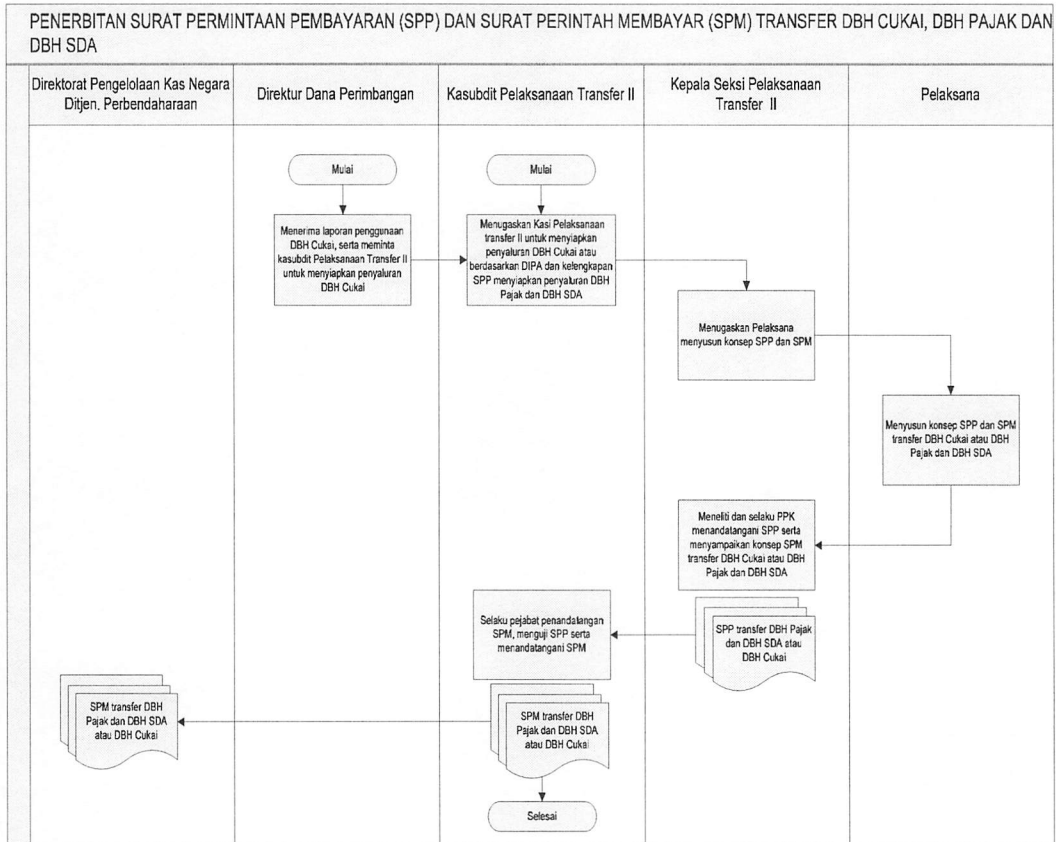 PENERBITAN SURAT PERMINTAAN PEMBAYARAN (SPP) DAN SURAT PERINTAH MEMBAYAR (SPM) TRANSFER DBH CUKAI, DBH PAJAK DAN
DBH SDA
Direktorat Pengelolaan Kas Negara
Ditjen. Perbendaharaan
Direktur Dana Perimbangan
Kasubdit Pelaksanaan Transfer II
Kepala Seksi Pelaksanaan
Transfer II
Pelaksana
Mulai
Mulai
Menerima laporan penggunaan
DBH Cukai, serta meminta
kasubdit Pelaksanaan Transfer II
untuk menyiapkan penyaluran
DBH Cukai
Menugaskan Kasi Pelaksanaan
transfer II untuk menyiapkan
penyaluran DBH Cukai atau
berdasarkan DIPA dan kelengkapan
SPP menyiapkan penyaluran DBH
Pajak dan DBH SDA
Menugaskan Pelaksana
menyusun konsep SPP dan SPM
Menyusun konsep SPP dan SPM
transfer DBH Cukai atau DBH
Pajak dan DBH SDA
Meneliti dan selaku PPK
menandatangani SPP serta
menyampaikan konsep SPM
transfer DBH Cukai atau DBH
Pajak dan DBH SDA
SPP transfer DBH Pajak
dan DBH SDA atau
DBH Cukai
Selaku pejabat penandatangan
SPM, menguji SPP serta
menandatangani SPM
SPM transfer DBH
Pajak dan DBH SDA
atau DBH Cukai
SPM transfer DBH
Pajak dan DBH SDA
atau DBH Cukai
Selesai